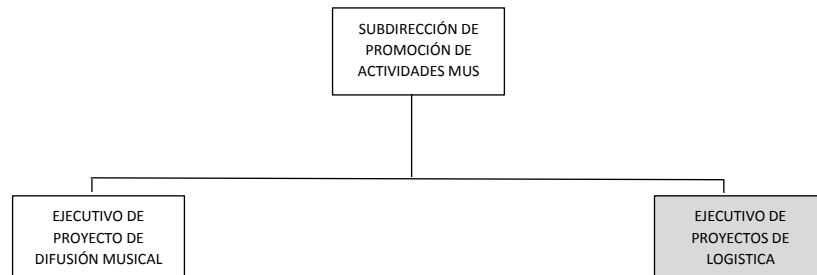 SUBDIRECCIÓN DE
PROMOCIÓN DE
ACTIVIDADES MUS
EJECUTIVO DE
PROYECTO DE
DIFUSIÓN MUSICAL
EJECUTIVO DE
PROYECTOS DE
LOGISTICA